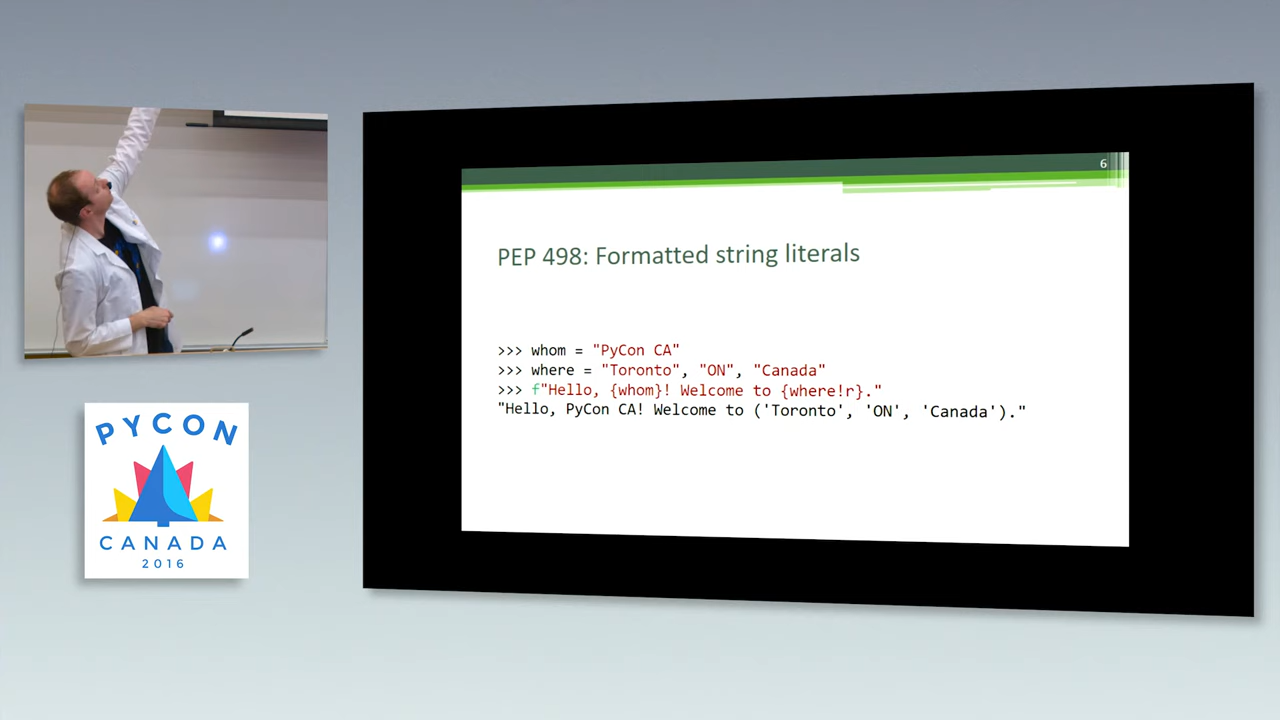 6
PEP 498: Formatted string literals
>>> whom = "PyCon CA"
>>> where = "Toronto", "ON", "Canada"
>>> f"Hello, {whom}! Welcome to {where!r}."
"Hello, PyCon CA! Welcome to ('Toronto', 'ON', 'Canada')."
PYCON
CANADA
2016